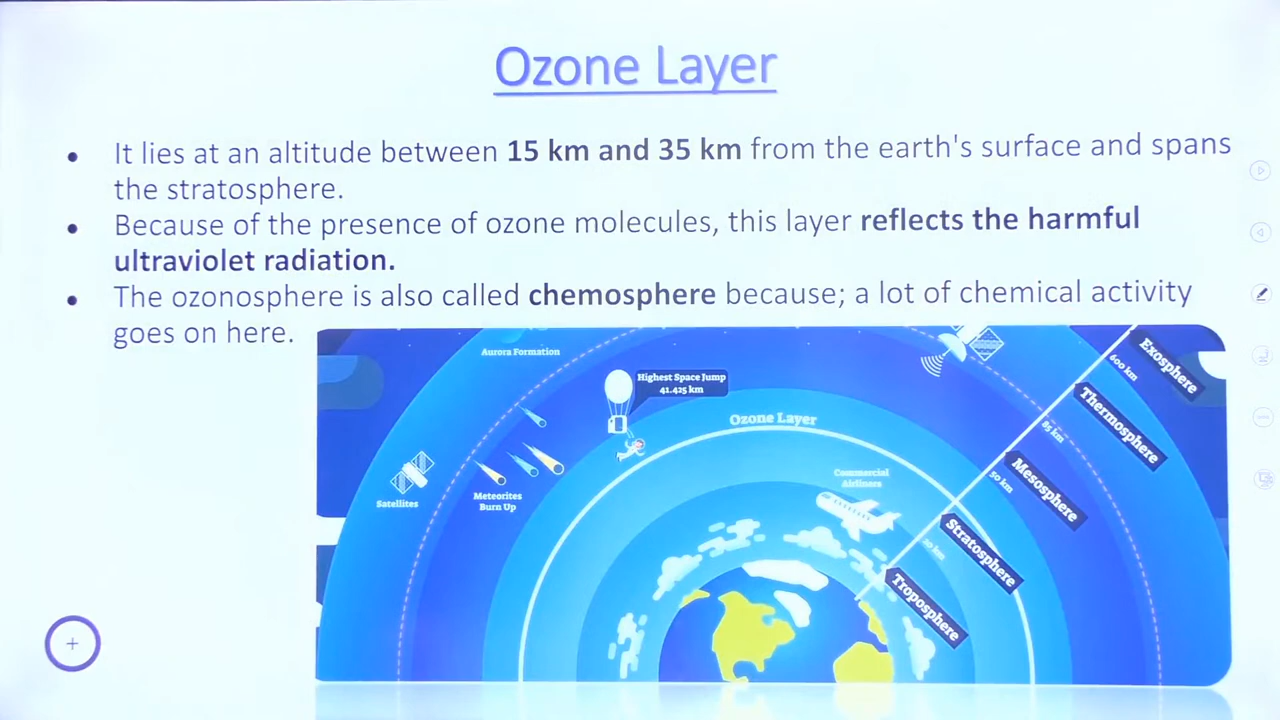 Ozone Layer
• It lies at an altitude between 15 km and 35 km from the earth's surface and spans
the stratosphere.
• Because of the presence of ozone molecules, this layer reflects the harmful
ultraviolet radiation.
• The ozonosphere is also called chemosphere because; a lot of chemical activity
goes on here.
Aurora Formation
Exosphere
600 km
Highest Space Jump
41.425 km
Thermosphere
Ozone Layer
85 km
Commercial
Airliners
Mesosphere
50 km
Satellites
Meteorites
Burn Up
Stratosphere
20 km
Troposphere